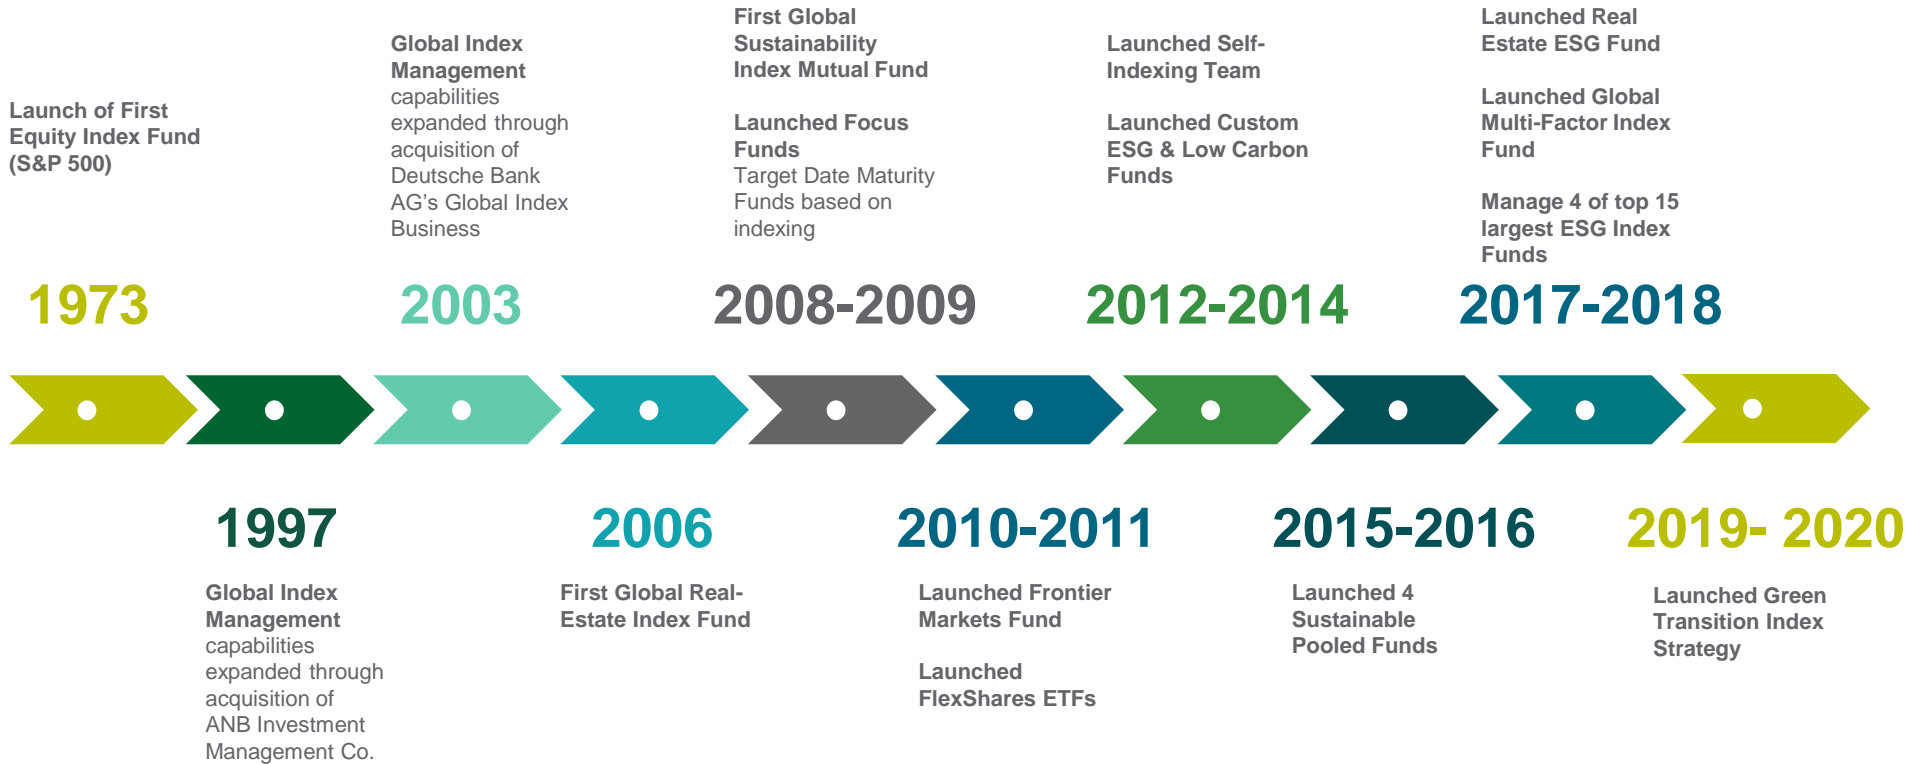 Launch of First
Equity Index Fund
(S&P 500)
1973
Global Index
Management
capabilities
expanded through
acquisition of
Deutsche Bank
AG's Global Index
Business
2003
First Global
Sustainability
Index Mutual Fund
Launched Focus
Funds
Target Date Maturity
Funds based on
indexing
2008-2009
Launched Self-
Indexing Team
Launched Custom
ESG & Low Carbon
Funds
2012-2014
Launched Real
Estate ESG Fund
Launched Global
Multi-Factor Index
Fund
Manage 4 of top 15
largest ESG Index
Funds
2017-2018
1997
Global Index
Management
capabilities
expanded through
acquisition of
ANB Investment
Management Co.
2006
First Global Real-
Estate Index Fund
2010-2011
Launched Frontier
Markets Fund
Launched
FlexShares ETFs
2015-2016
Launched 4
Sustainable
Pooled Funds
2019- 2020
Launched Green
Transition Index
Strategy